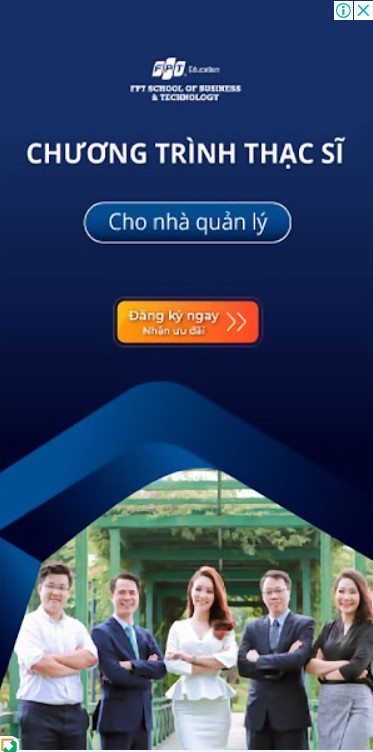 FPT Education
FPT SCHOOL OF BUSINESS
& TECHNOLOGY
CHƯƠNG TRÌNH THẠC SĨ
Cho nhà quản lý
Đăng ký ngay
Nhận ưu đãi